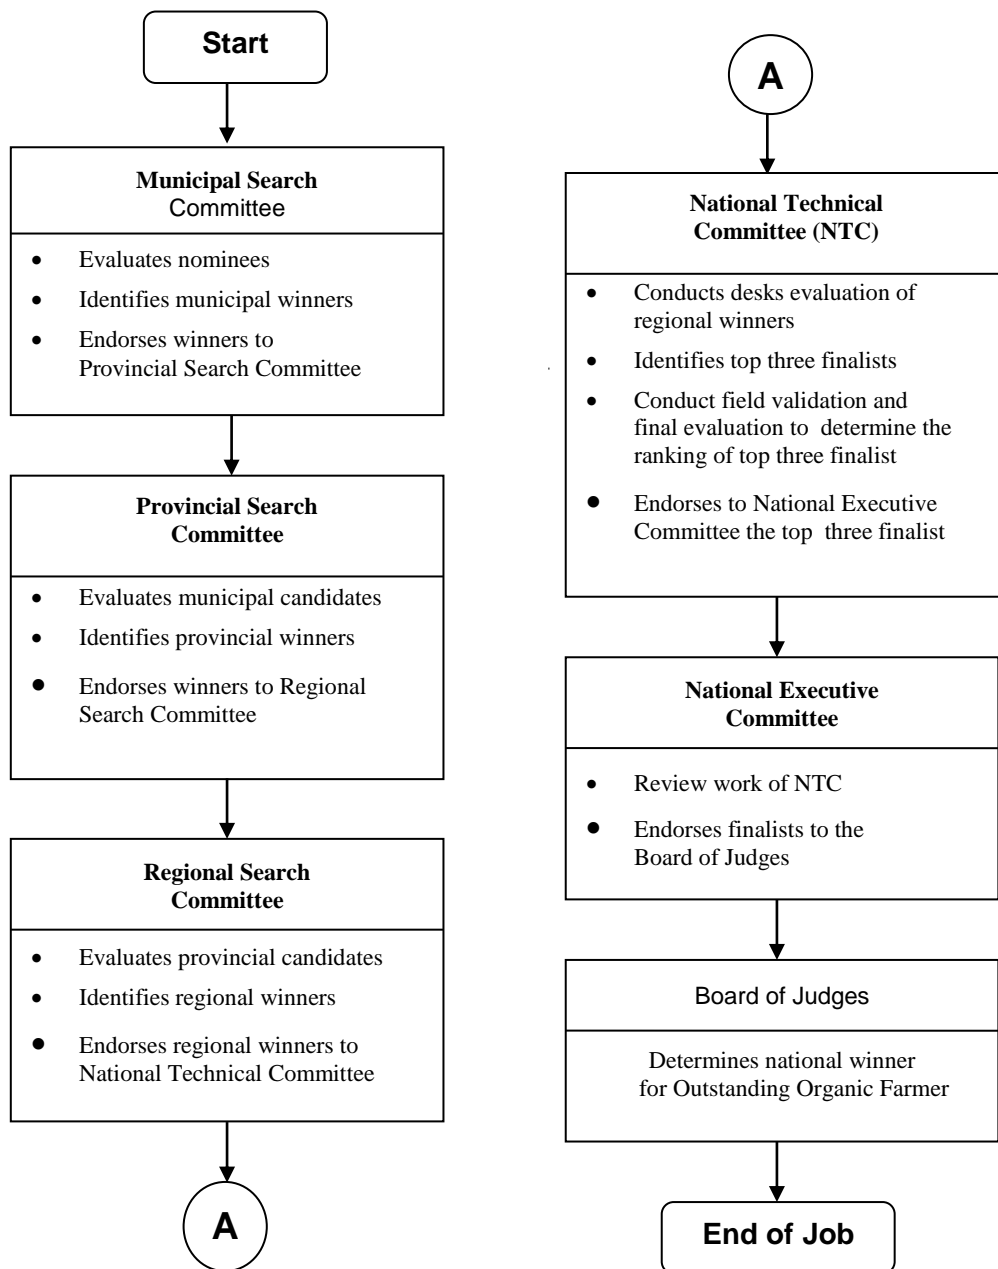 Start
Municipal Search
Committee
• Evaluates nominees
• Identifies municipal winners
• Endorses winners to
Provincial Search Committee
Provincial Search
Committee
• Evaluates municipal candidates
• Identifies provincial winners
• Endorses winners to Regional
Search Committee
Regional Search
Committee
• Evaluates provincial candidates
• Identifies regional winners
• Endorses regional winners to
National Technical Committee
A
A
National Technical
Committee (NTC)
• Conducts desks evaluation of
regional winners
• Identifies top three finalists
• Conduct field validation and
final evaluation to determine the
ranking of top three finalist
• Endorses to National Executive
Committee the top three finalist
National Executive
Committee
• Review work of NTC
• Endorses finalists to the
Board of Judges
Board of Judges
Determines national winner
for Outstanding Organic Farmer
End of Job